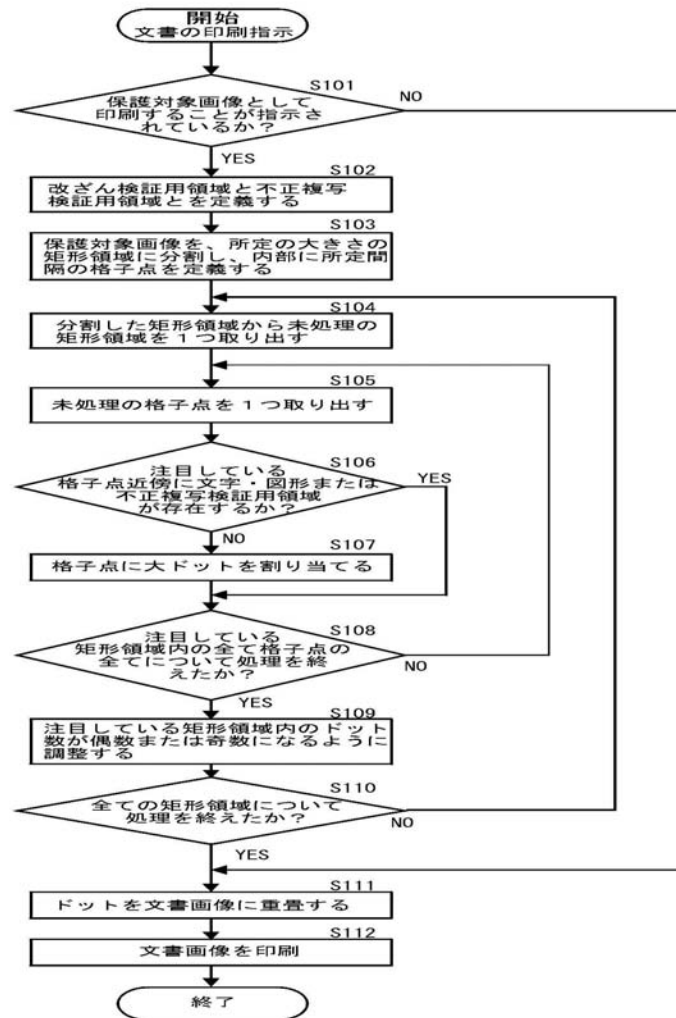 開始
文書の印刷指示
S101
保護対象画像として
印刷することが指示さ
れているか？
NO
YES
S102
改ざん検証用領域と不正複写
検証用領域とを定義する
S103
保護対象画像を、所定の大きさの
矩形領域に分割し、内部に所定間
隔の格子点を定義する
S104
分割した矩形領域から未処理の
矩形領域を１つ取り出す
S105
未処理の格子点を１つ取り出す
S106
注目している
格子点近傍に文字・図形または
不正複写検証用領域
が存在するか？
YES
NO
S107
格子点に大ドットを割り当てる
S108
注目している
矩形領域内の全て格子点の
全てについて処理を終
えたか？
NO
YES
S109
注目している矩形領域内のドット
数が偶数または奇数になるように
調整する
S110
全ての矩形領域について
処理を終えたか？
NO
YES
S111
ドットを文書画像に重畳する
S112
文書画像を印刷
終了